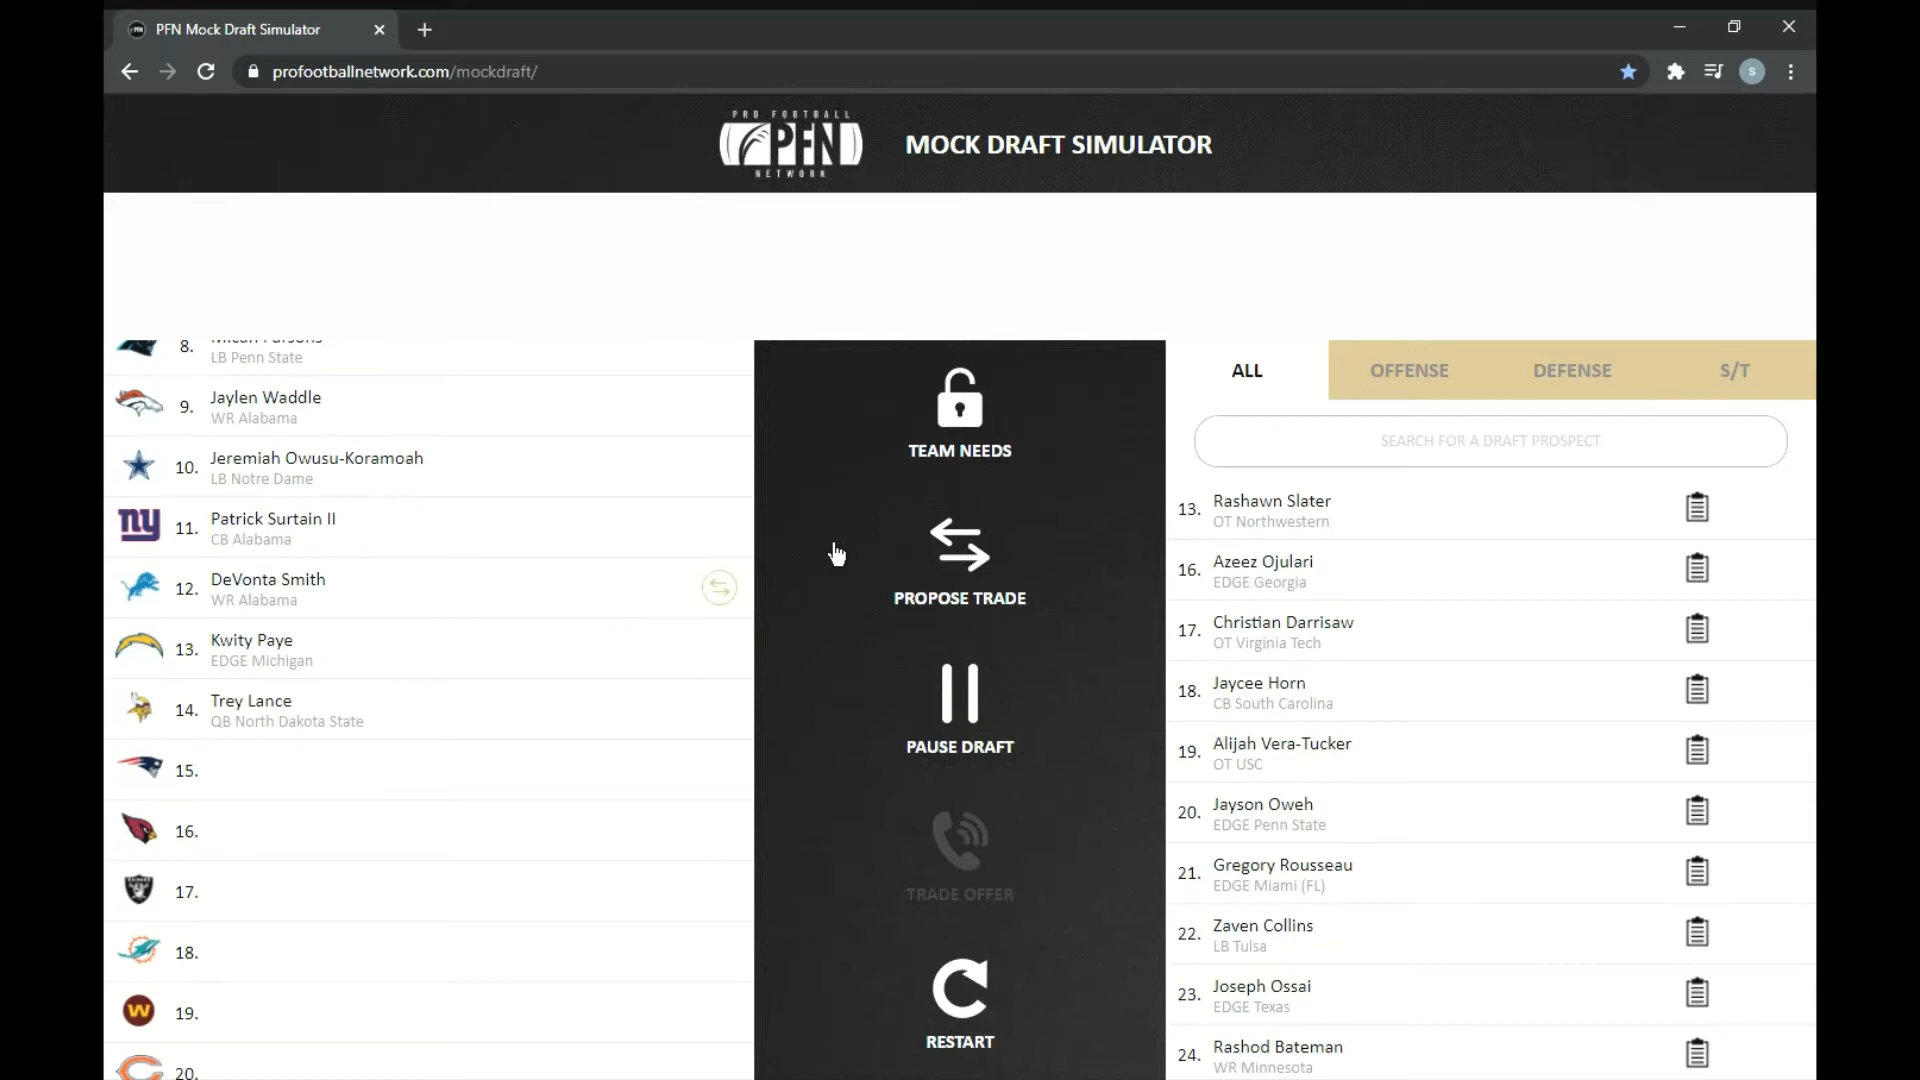 PFN Mock Draft Simulator
profootballnetwork.com/mockdraft/
S
PRO FOOTBALL
PFN
NETWORK
MOCK DRAFT SIMULATOR
8. Micah Parsons
LB Penn State
9. Jaylen Waddle
WR Alabama
10. Jeremiah Owusu-Koramoah
LB Notre Dame
ny
11. Patrick Surtain II
CB Alabama
12. DeVonta Smith
WR Alabama
13. Kwity Paye
EDGE Michigan
14. Trey Lance
QB North Dakota State
15.
16.
17.
18.
W
19.
20.
TEAM NEEDS
PROPOSE TRADE
PAUSE DRAFT
TRADE OFFER
RESTART
ALL
OFFENSE
DEFENSE
S/T
SEARCH FOR A DRAFT PROSPECT
13. Rashawn Slater
OT Northwestern
16. Azeez Ojulari
EDGE Georgia
17. Christian Darrisaw
OT Virginia Tech
18. Jaycee Horn
CB South Carolina
19. Alijah Vera-Tucker
OT USC
20. Jayson Oweh
EDGE Penn State
21. Gregory Rousseau
EDGE Miami (FL)
22. Zaven Collins
LB Tulsa
23. Joseph Ossai
EDGE Texas
24. Rashod Bateman
WR Minnesota